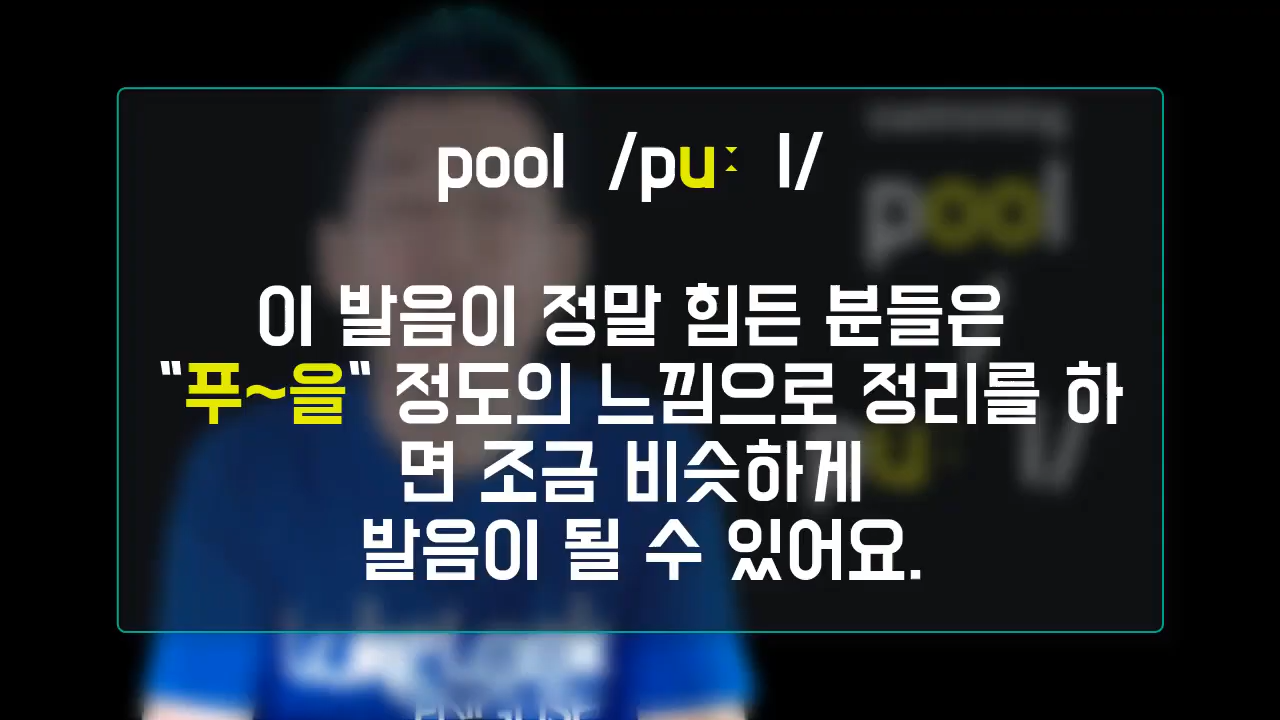 pool /puː l/
이 발음이 정말 힘든 분들은
"푸~을" 정도의 느낌으로 정리를 하
면 조금 비슷하게
발음이 될 수 있어요.
pool